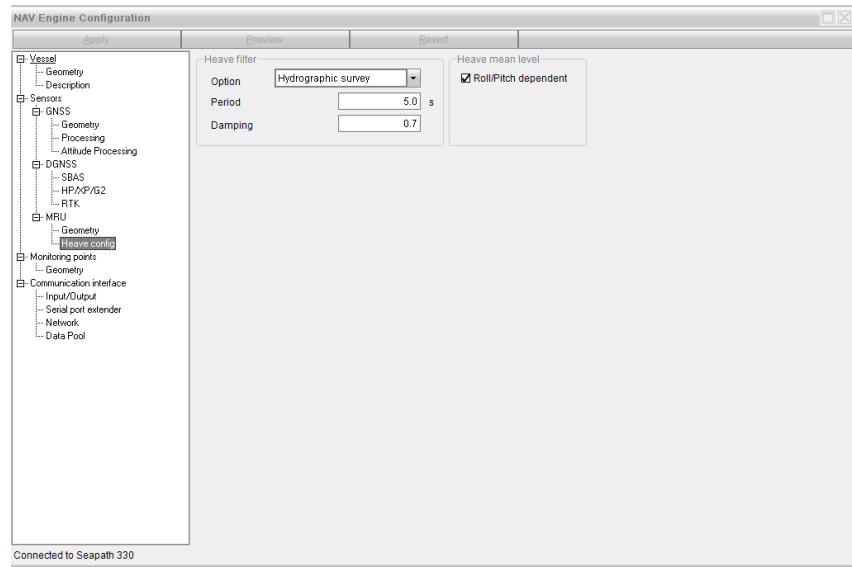 NAV Engine Configuration
Apply Preview Revert
Vessel
Geometry
Description
Sensors
GNSS
Geometry
Processing
Attitude Processing
DGNSS
SBAS
HP/XP/G2
RTK
MRU
Geometry
Heave config
Monitoring points
Geometry
Communication interface
Input/Output
Serial port extender
Network
Data Pool
Heave filter
Option Hydrographic survey
Period 5.0 s
Damping 0.7
Heave mean level
Roll/Pitch dependent
Connected to Seapath 330